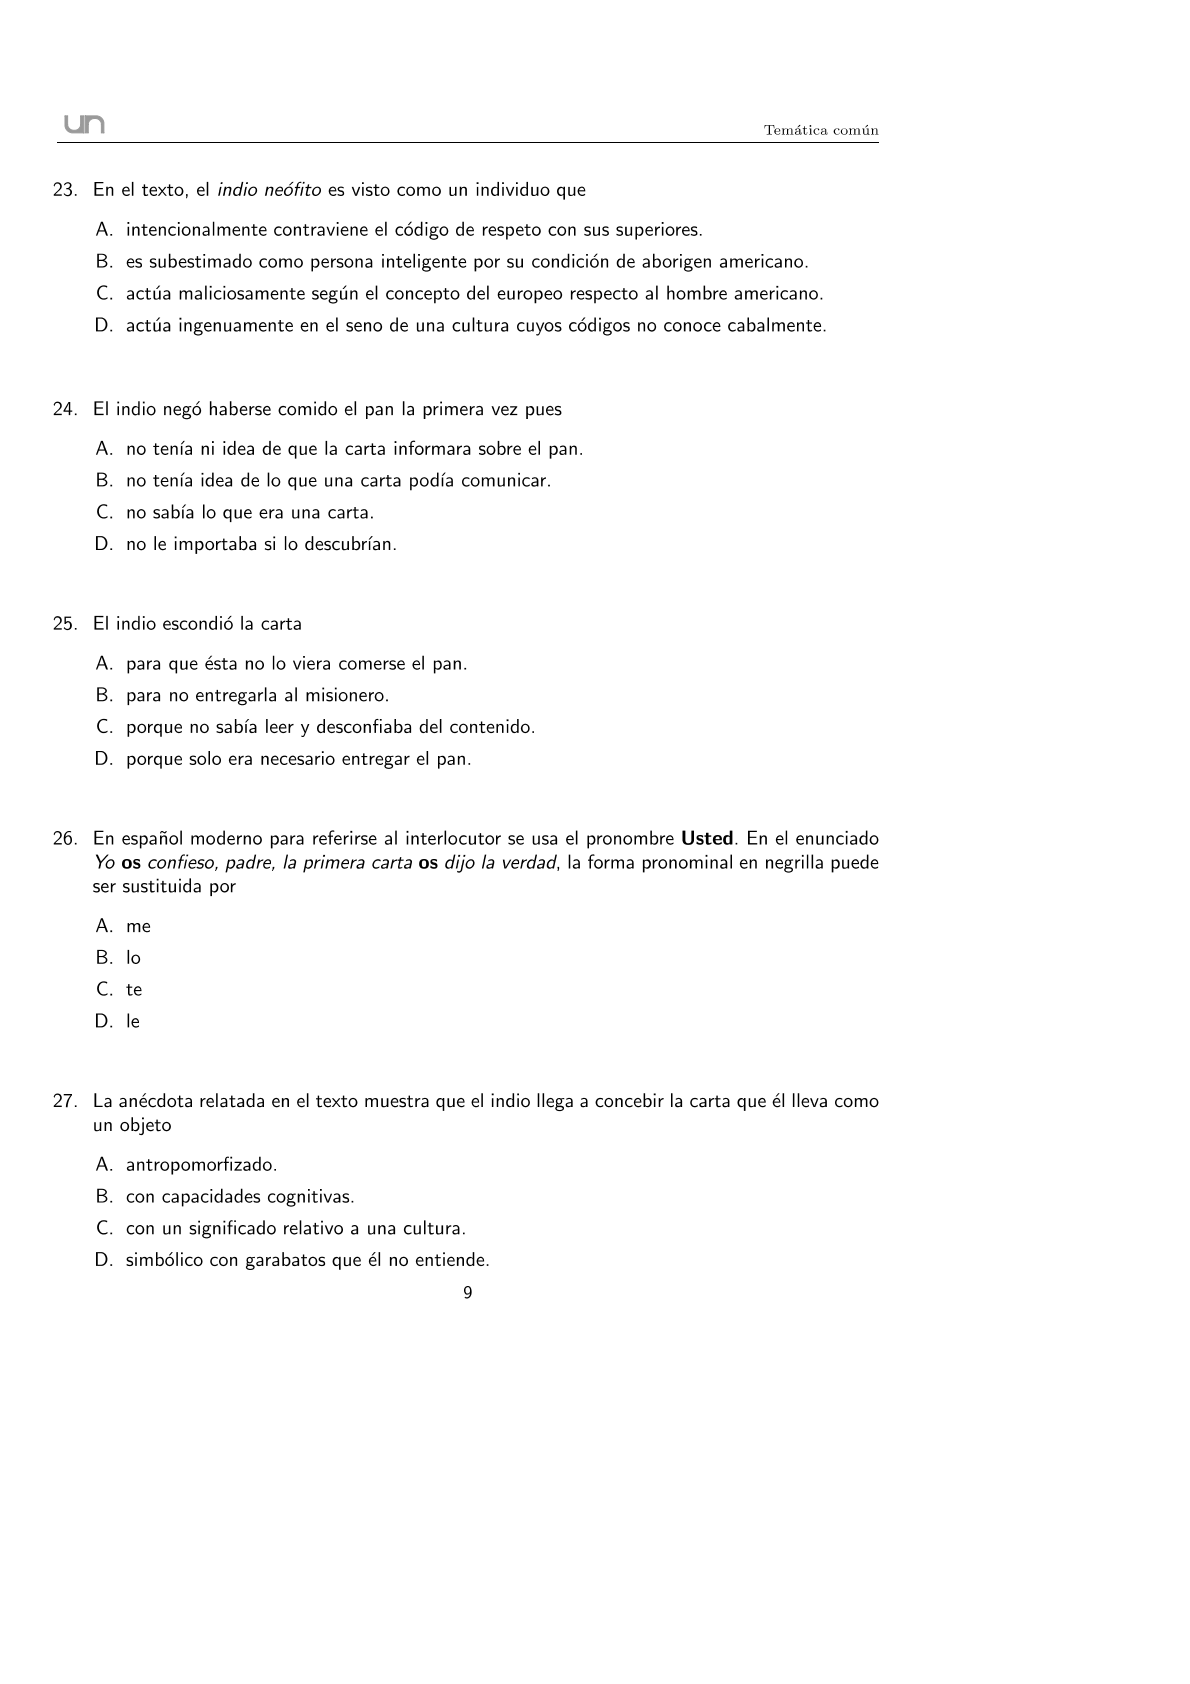 un
Temática común
23. En el texto, el indio neófito es visto como un individuo que
A. intencionalmente contraviene el código de respeto con sus superiores.
B. es subestimado como persona inteligente por su condición de aborigen americano.
C. actúa maliciosamente según el concepto del europeo respecto al hombre americano.
D. actúa ingenuamente en el seno de una cultura cuyos códigos no conoce cabalmente.
24. El indio negó haberse comido el pan la primera vez pues
A. no tenía ni idea de que la carta informara sobre el pan.
B. no tenía idea de lo que una carta podía comunicar.
C. no sabía lo que era una carta.
D. no le importaba si lo descubrían.
25. El indio escondió la carta
A. para que ésta no lo viera comerse el pan.
B. para no entregarla al misionero.
C. porque no sabía leer y desconfiaba del contenido.
D. porque solo era necesario entregar el pan.
26. En español moderno para referirse al interlocutor se usa el pronombre Usted. En el enunciado
Yo os confieso, padre, la primera carta os dijo la verdad, la forma pronominal en negrilla puede
ser sustituida por
A. me
B. lo
C. te
D. le
27. La anécdota relatada en el texto muestra que el indio llega a concebir la carta que él lleva como
un objeto
A. antropomorfizado.
B. con capacidades cognitivas.
C. con un significado relativo a una cultura.
D. simbólico con garabatos que él no entiende.
9